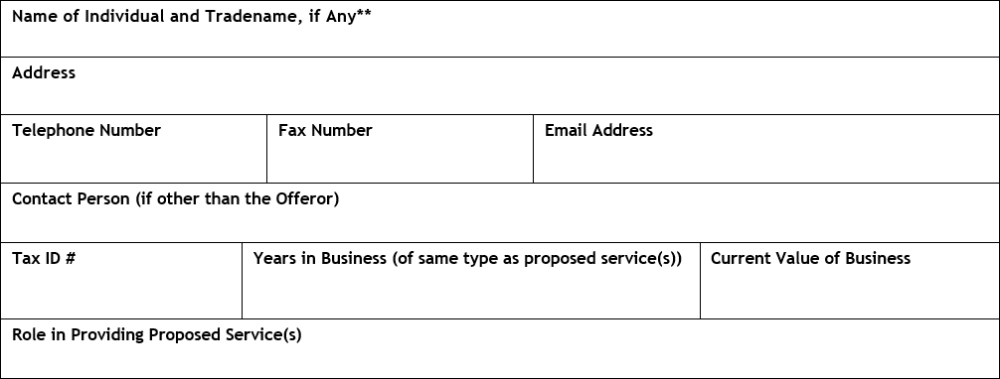 Name of Individual and Tradename, if Any**
Address
Telephone Number
Fax Number
Email Address
Contact Person (if other than the Offeror)
Tax ID #
Years in Business (of same type as proposed service(s))
Current Value of Business
Role in Providing Proposed Service(s)